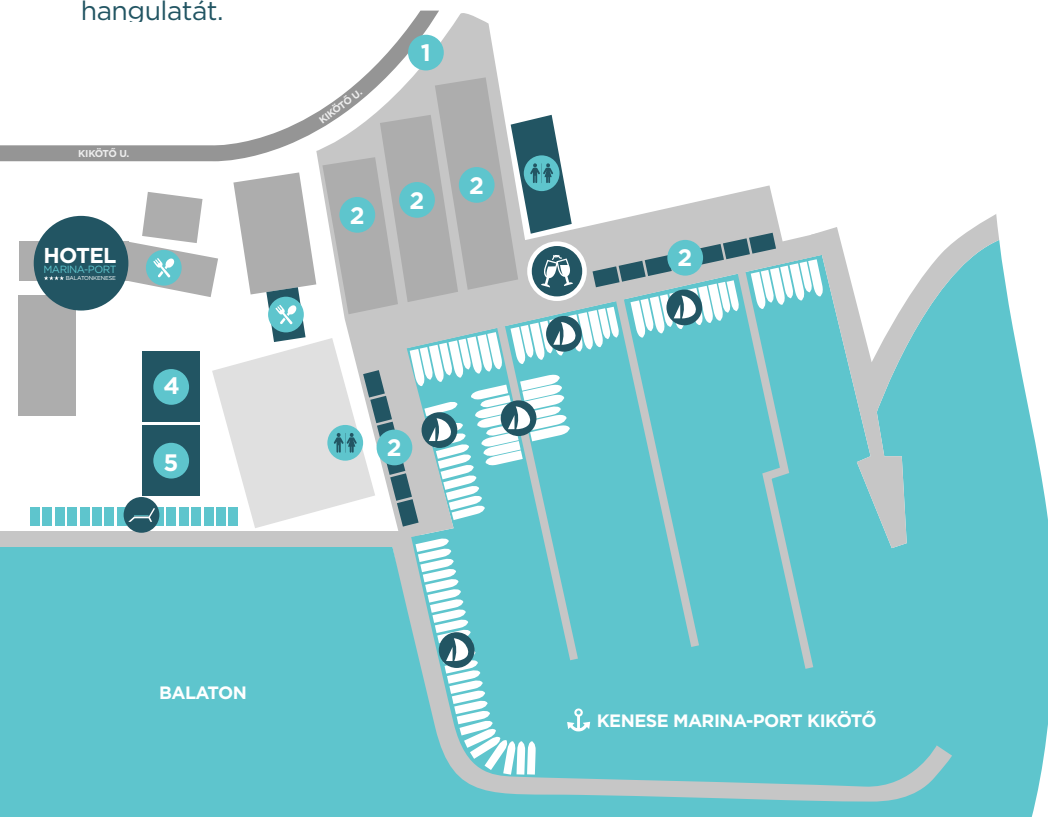 hangulatát.
1
KIKÖTŐ U.
KIKÖTŐ U.
2
2
2
2
HOTEL
MARINA-PORT
★★★★ BALATONKENESE
4
2
5
BALATON
KENESE MARINA-PORT KIKÖTŐ